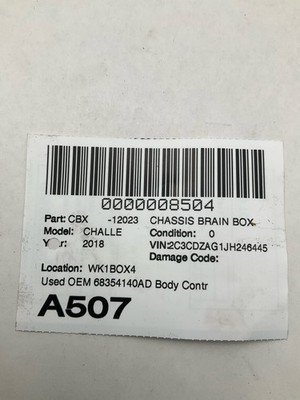 0000008504
Part: CBX -12023 CHASSIS BRAIN BOX
Model: CHALLE Condition: 0
Year: 2018 VIN:2C3CDZAG1JH246445
Damage Code:
Location: WK1BOX4
Used OEM 68354140AD Body Contr
A507